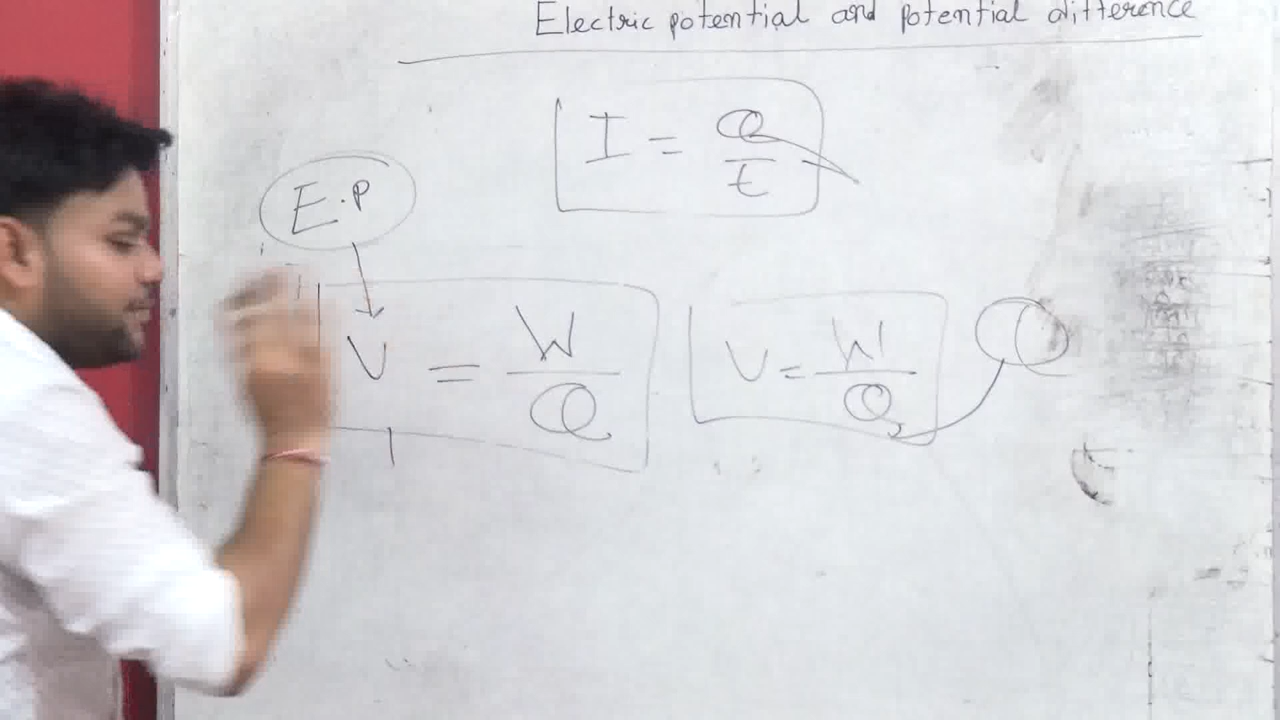 Electric potential and potential difference
I = Q/t
E.P
V = W/Q
V = W/Q
Q